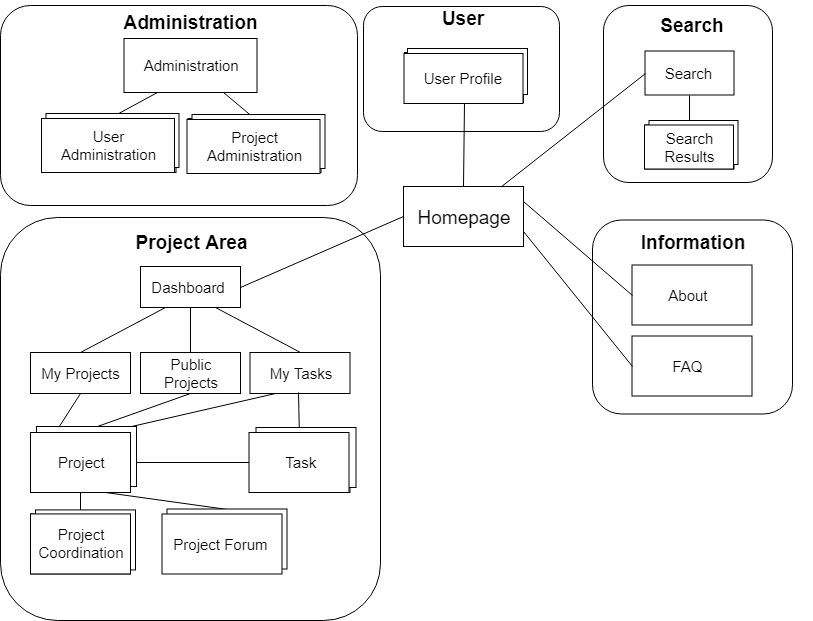 Administration
Administration
User
Administration
Project
Administration
User
User Profile
Search
Search
Search
Results
Homepage
Project Area
Dashboard
My Projects
Public
Projects
My Tasks
Project
Task
Project
Coordination
Project Forum
Information
About
FAQ